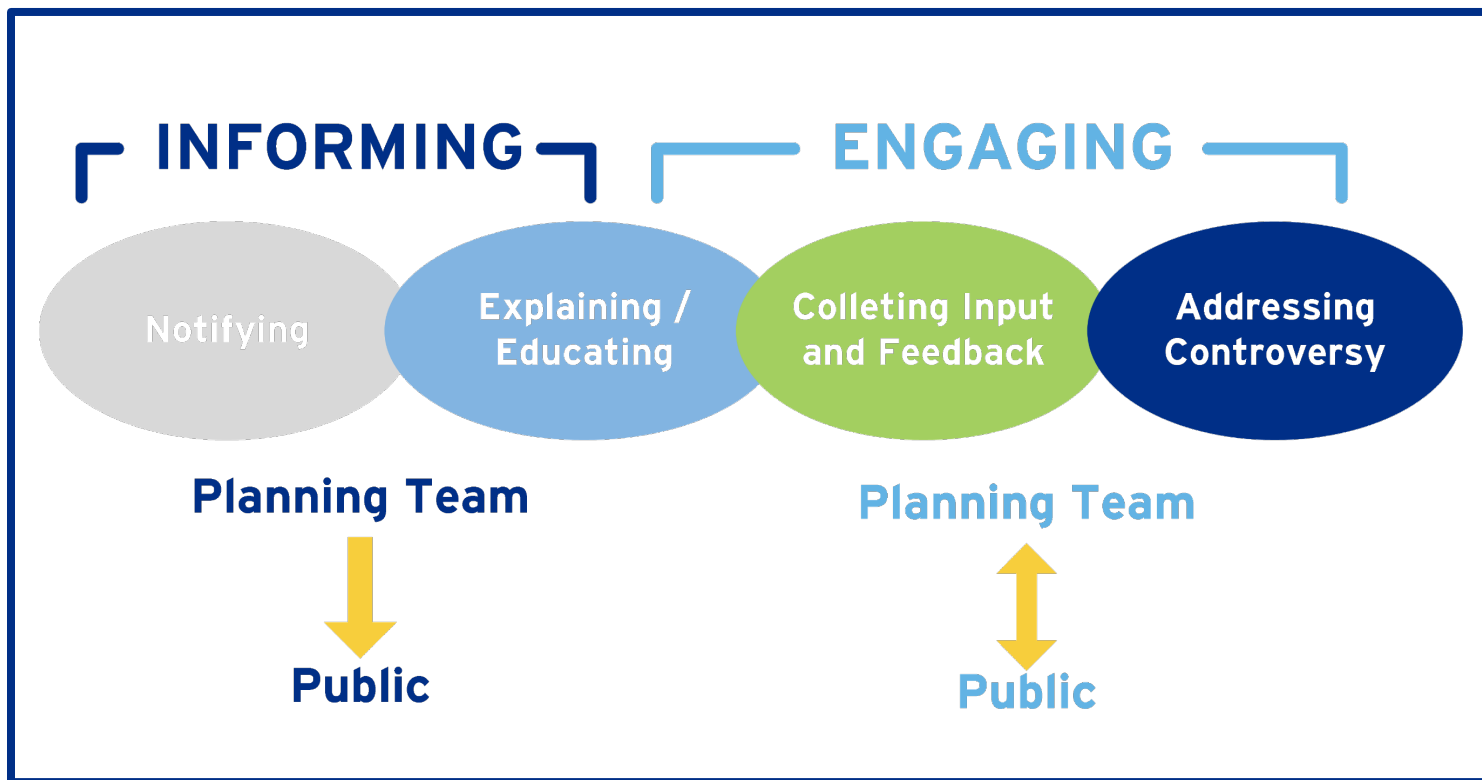 INFORMING
ENGAGING
Notifying
Explaining /
Educating
Colleting Input
and Feedback
Addressing
Controversy
Planning Team
Public
Planning Team
Public